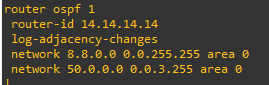 router ospf 1
router-id 14.14.14.14
log-adjacency-changes
network 8.8.0.0 0.0.255.255 area 0
network 50.0.0.0 0.0.3.255 area 0
!